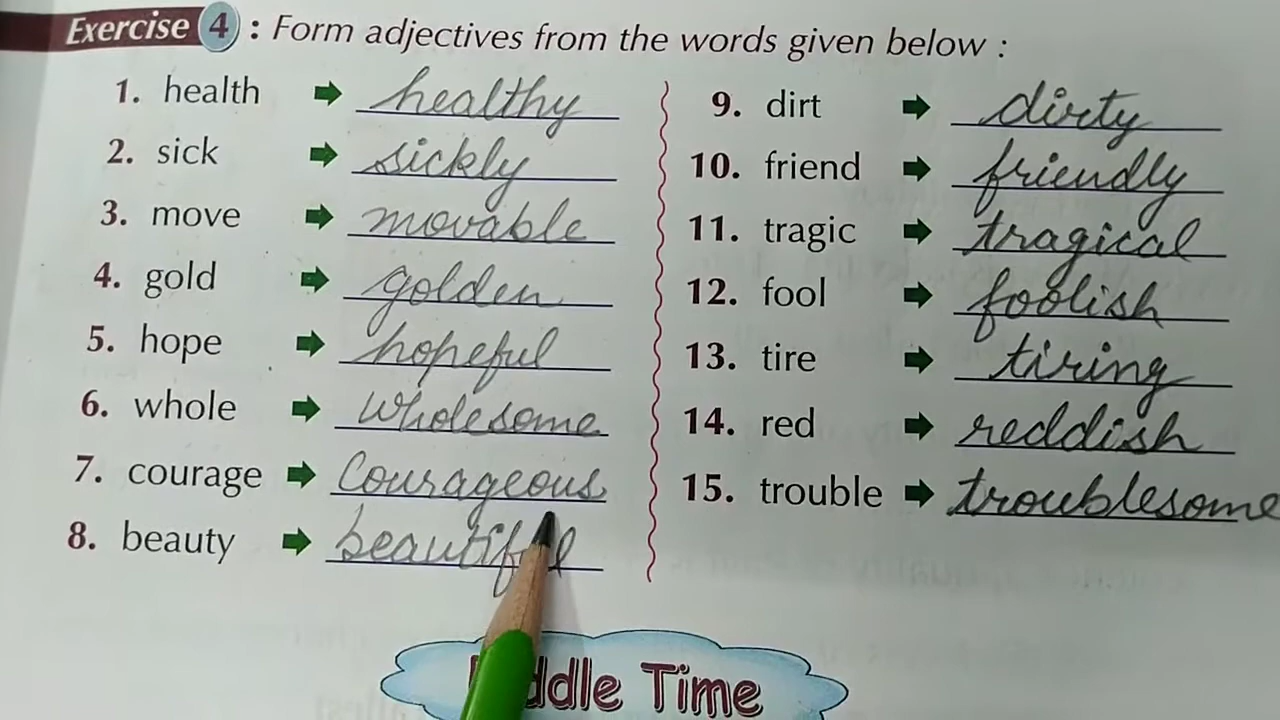 Exercise 4 : Form adjectives from the words given below :
1. health ➡ healthy
2. sick ➡ sickly
3. move ➡ movable
4. gold ➡ golden
5. hope ➡ hopeful
6. whole ➡ wholesome
7. courage ➡ Courageous
8. beauty ➡ beautiful
9. dirt ➡ dirty
10. friend ➡ friendly
11. tragic ➡ tragical
12. fool ➡ foolish
13. tire ➡ tiring
14. red ➡ reddish
15. trouble ➡ troublesome
Time